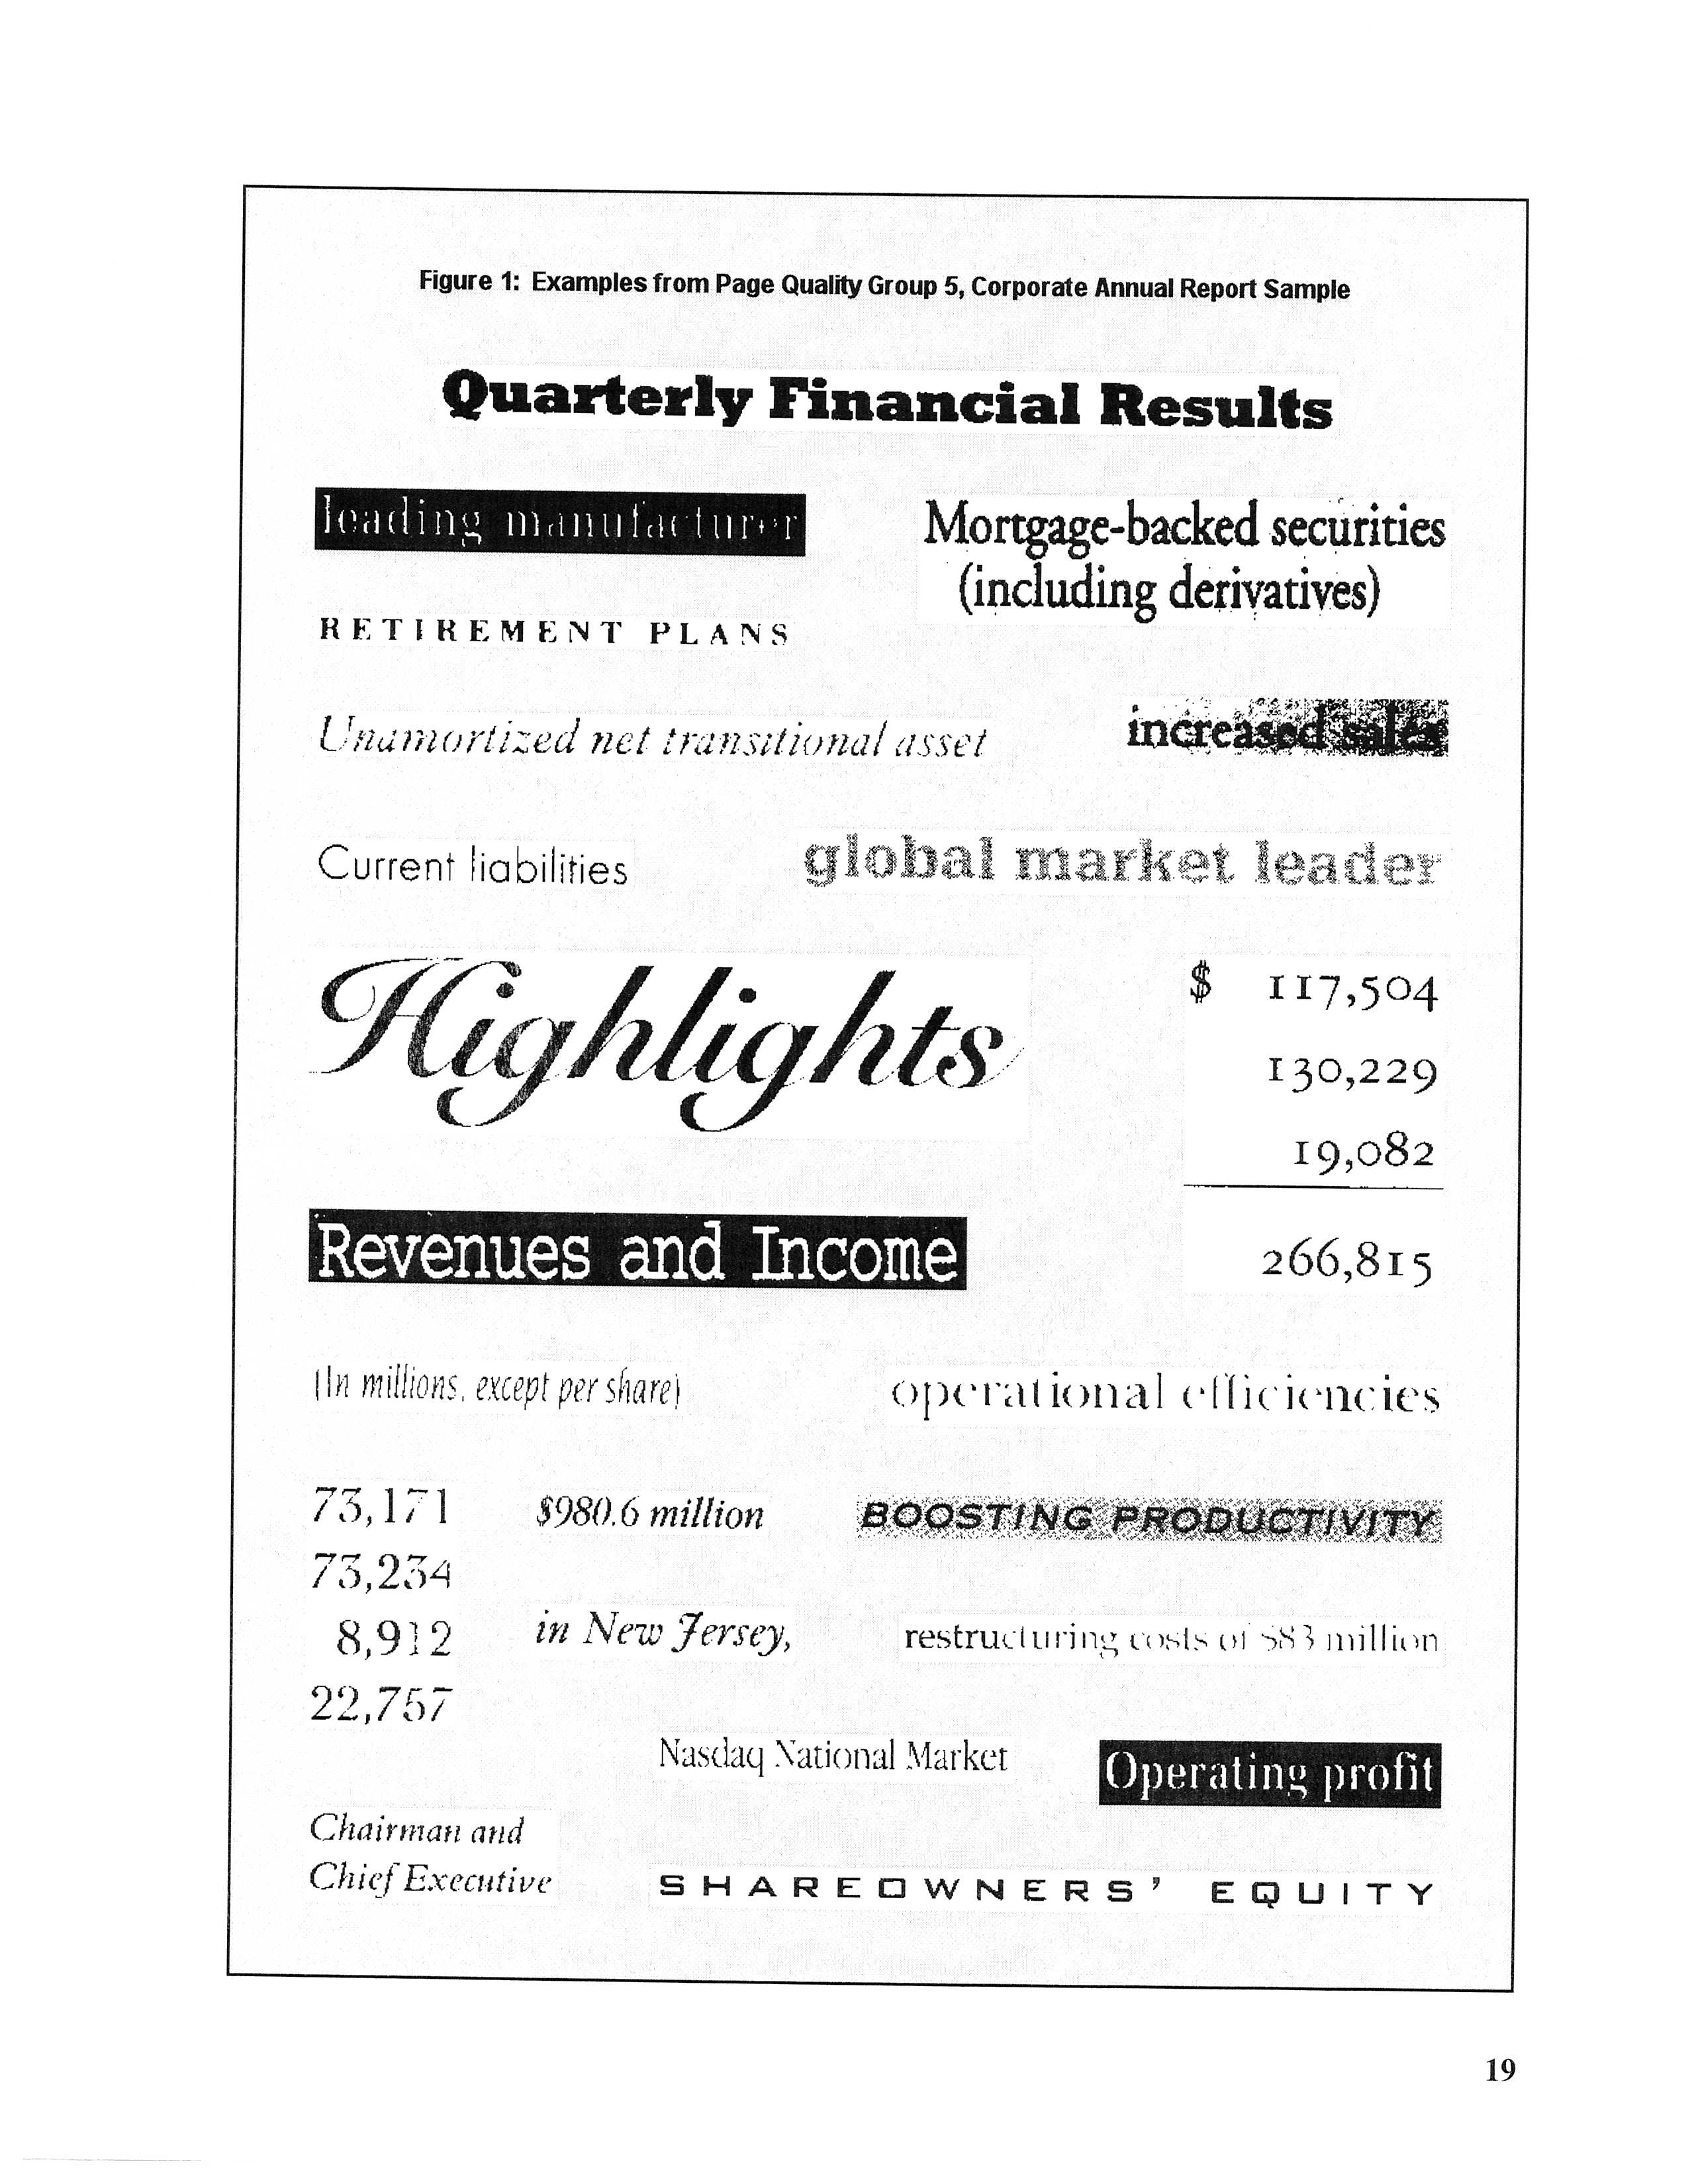 Figure 1: Examples from Page Quality Group 5, Corporate Annual Report Sample
Quarterly Financial Results
leading manufacturer
Mortgage-backed securities
(including derivatives)
RETIREMENT PLANS
Unamortized net transitional asset
increased sales
Current liabilities
global market leader
Highlights
$ 117,504
130,229
19,082
266,815
Revenues and Income
(In millions, except per share)
operational efficiencies
73,171
73,234
8,912
22,757
$980.6 million
BOOSTING PRODUCTIVITY
in New Jersey,
restructuring costs of $83 million
Nasdaq National Market
Operating profit
Chairman and
Chief Executive
SHAREOWNERS' EQUITY
19